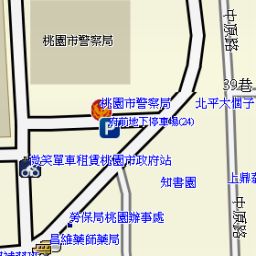 桃園市警察局
中原路
39巷
桃園市警察局
北平大個子
府前地下停車場(24)
微笑單車租賃桃園市政府站
知書園
上鼎
中原路
勞保局桃園辦事處
昌雄藥師藥局